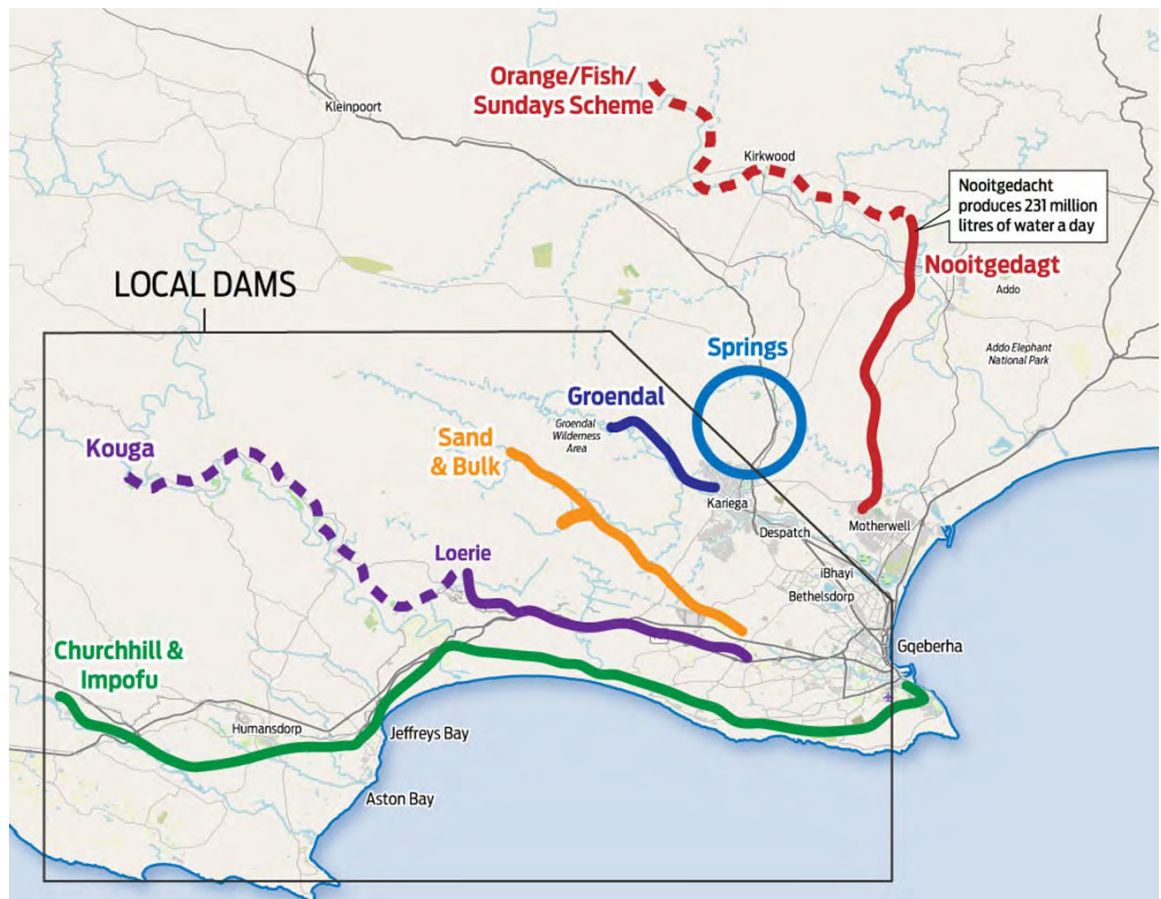 Orange/Fish/
Sundays Scheme
Kleinpoort
Kirkwood
Nooitgedacht
produces 231 million
litres of water a day
Nooitgedagt
Addo
LOCAL DAMS
Addo Elephant
National Park
Springs
Groendal
Groendal
Wilderness
Area
Sand
& Bulk
Kouga
Kariega
Motherwell
Despatch
Loerie
iBhayi
Bethelsdorp
Gqeberha
Churchhill &
Impofu
Humansdorp
Jeffreys Bay
Aston Bay